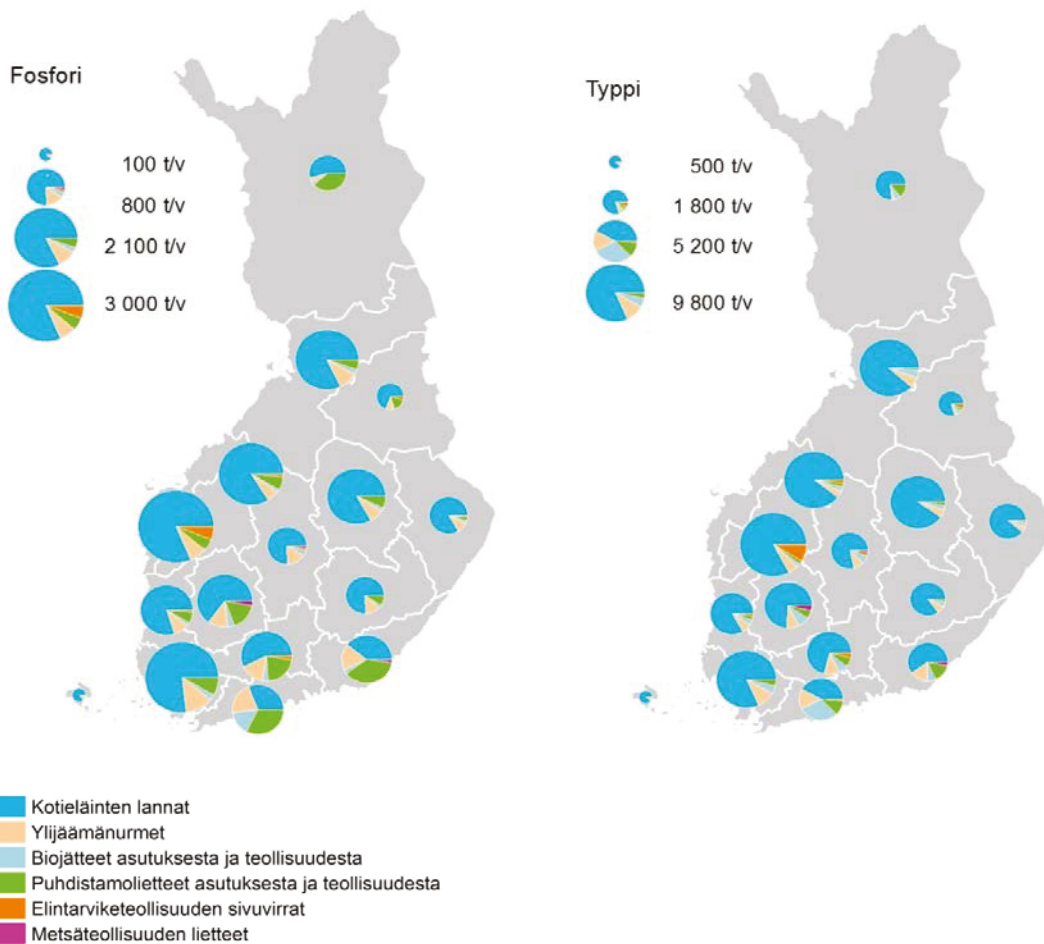 Fosfori
100 t/v
800 t/v
2 100 t/v
3 000 t/v
Typpi
500 t/v
1 800 t/v
5 200 t/v
9 800 t/v
Kotieläinten lannat
Ylijäämänurmet
Biojätteet asutuksesta ja teollisuudesta
Puhdistamolietteet asutuksesta ja teollisuudesta
Elintarviketeollisuuden sivuvirrat
Metsäteollisuuden lietteet